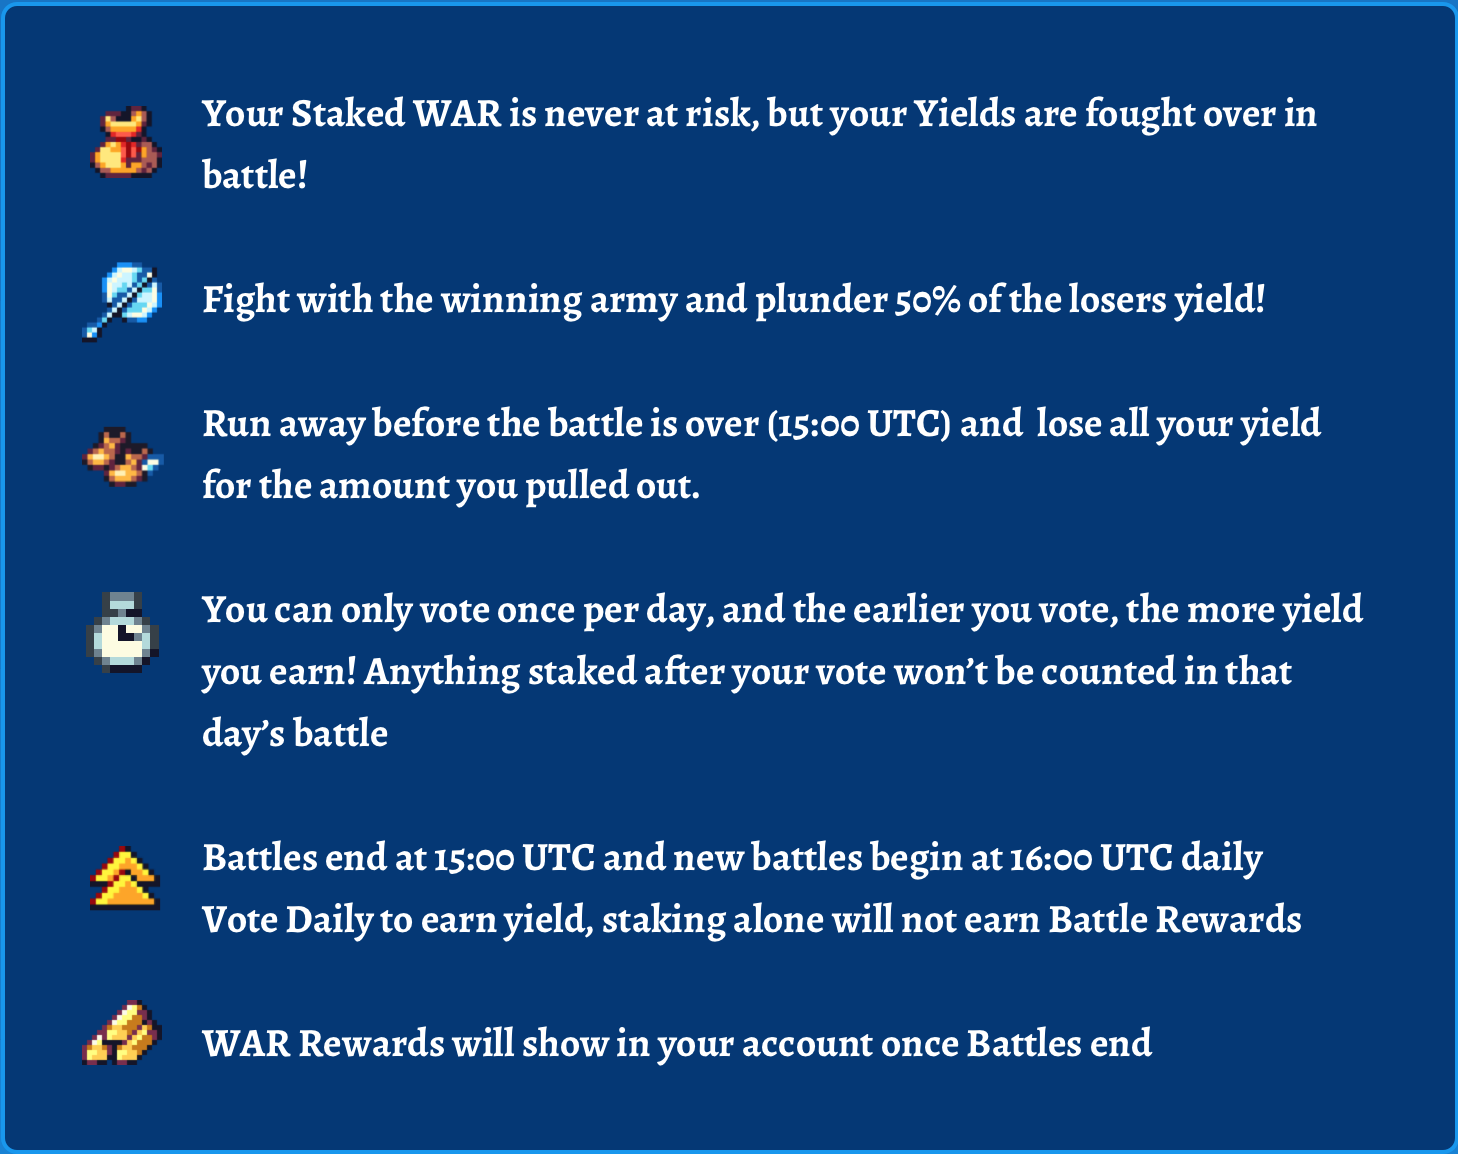 Your Staked WAR is never at risk, but your Yields are fought over in
battle!
Fight with the winning army and plunder 50% of the losers yield!
Run away before the battle is over (15:00 UTC) and  lose all your yield
for the amount you pulled out.
You can only vote once per day, and the earlier you vote, the more yield
you earn! Anything staked after your vote won’t be counted in that
day’s battle
Battles end at 15:00 UTC and new battles begin at 16:00 UTC daily
Vote Daily to earn yield, staking alone will not earn Battle Rewards
WAR Rewards will show in your account once Battles end